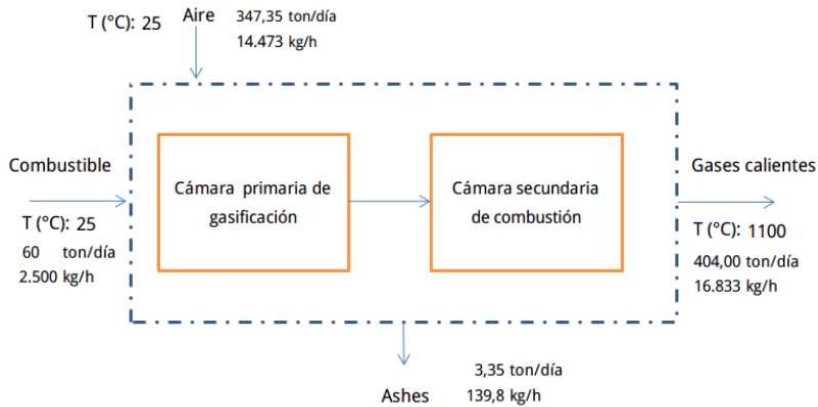 Aire 347,35 ton/día
T (°C): 25
14.473 kg/h
Combustible
T (°C): 25
60 ton/día
2.500 kg/h
Cámara primaria de
gasificación
Cámara secundaria
de combustión
Gases calientes
T (°C): 1100
404,00 ton/día
16.833 kg/h
3,35 ton/día
Ashes 139,8 kg/h